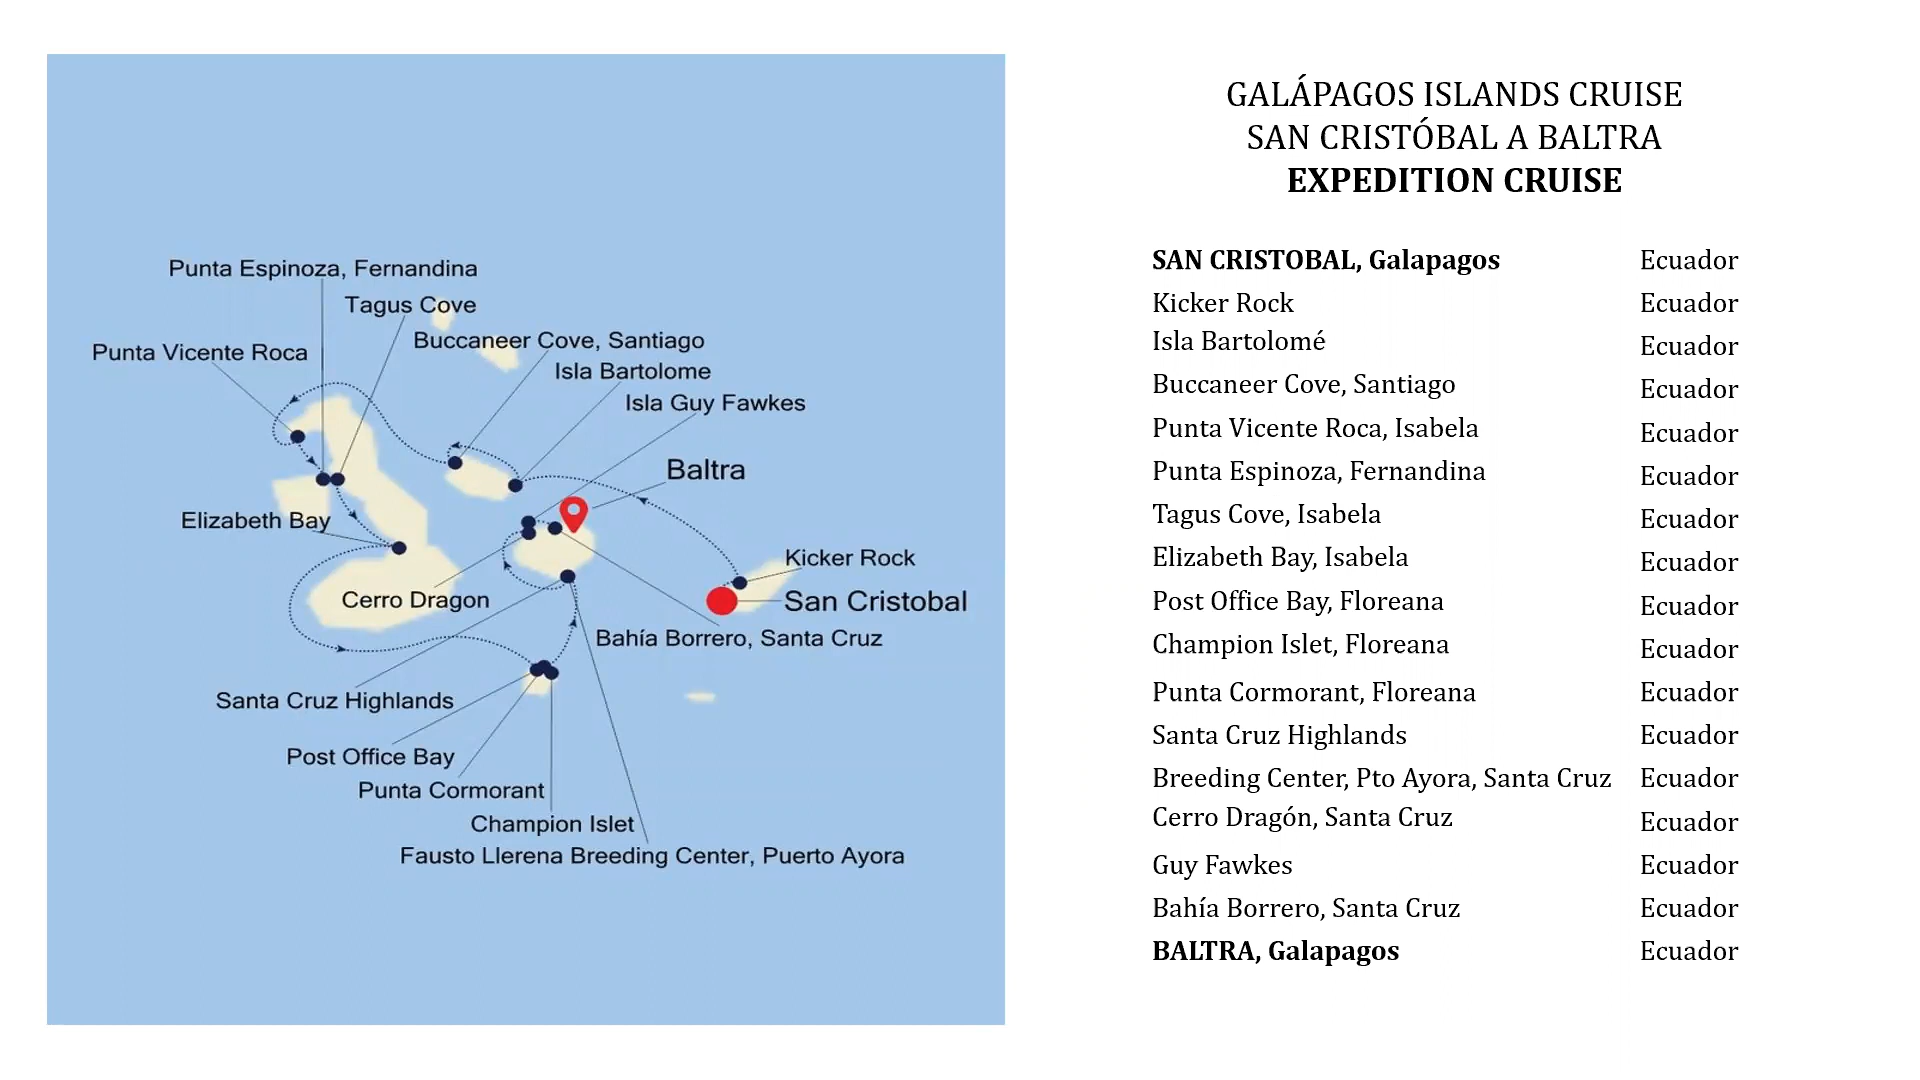 Punta Espinoza, Fernandina
Tagus Cove
Buccaneer Cove, Santiago
Punta Vicente Roca
Isla Bartolome
Isla Guy Fawkes
Baltra
Elizabeth Bay
Kicker Rock
Cerro Dragon
San Cristobal
Bahía Borrero, Santa Cruz
Santa Cruz Highlands
Post Office Bay
Punta Cormorant
Champion Islet
Fausto Llerena Breeding Center, Puerto Ayora
GALÁPAGOS ISLANDS CRUISE
SAN CRISTÓBAL A BALTRA
EXPEDITION CRUISE
SAN CRISTOBAL, Galapagos Ecuador
Kicker Rock Ecuador
Isla Bartolomé Ecuador
Buccaneer Cove, Santiago Ecuador
Punta Vicente Roca, Isabela Ecuador
Punta Espinoza, Fernandina Ecuador
Tagus Cove, Isabela Ecuador
Elizabeth Bay, Isabela Ecuador
Post Office Bay, Floreana Ecuador
Champion Islet, Floreana Ecuador
Punta Cormorant, Floreana Ecuador
Santa Cruz Highlands Ecuador
Breeding Center, Pto Ayora, Santa Cruz Ecuador
Cerro Dragón, Santa Cruz Ecuador
Guy Fawkes Ecuador
Bahía Borrero, Santa Cruz Ecuador
BALTRA, Galapagos Ecuador